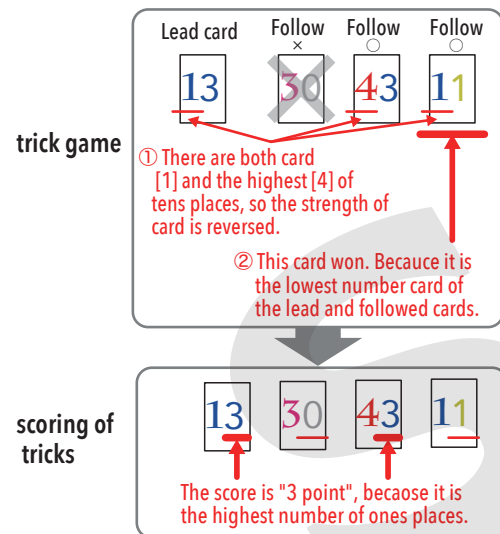 Lead card Follow Follow Follow
× ○ ○
13 30 43 11
trick game
① There are both card
[1] and the highest [4] of
tens places, so the strength of
card is reversed.
② This card won. Becauce it is
the lowest number card of
the lead and followed cards.
13 30 43 11
scoring of
tricks
The score is "3 point", becaose it is
the highest number of ones places.